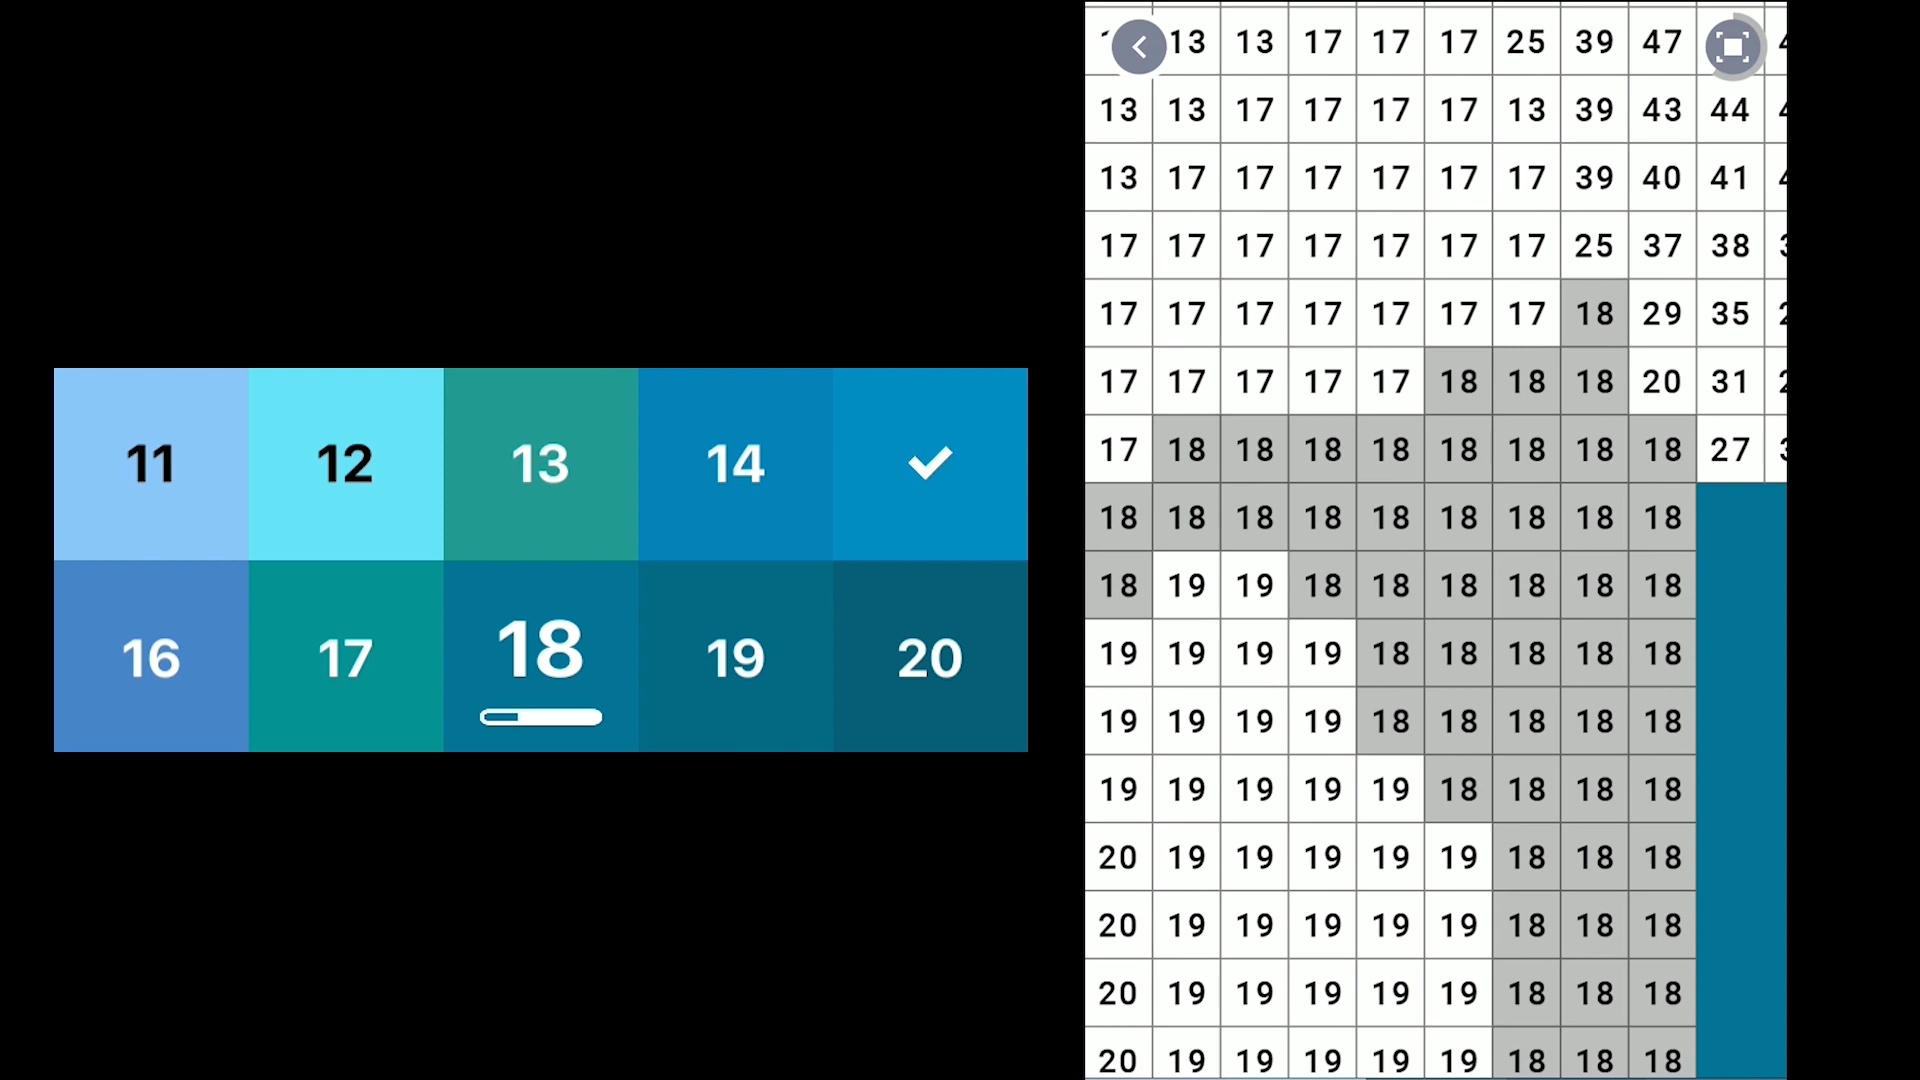 11 12 13 14
16 17 18 19 20
13 13 17 17 17 25 39 47
13 13 17 17 17 17 13 39 43 44
13 17 17 17 17 17 17 39 40 41
17 17 17 17 17 17 17 25 37 38
17 17 17 17 17 17 17 18 29 35
17 17 17 17 17 18 18 18 20 31
17 18 18 18 18 18 18 18 18 27
18 18 18 18 18 18 18 18 18
18 19 19 18 18 18 18 18 18
19 19 19 19 18 18 18 18 18
19 19 19 19 18 18 18 18 18
19 19 19 19 19 18 18 18 18
20 19 19 19 19 19 18 18 18
20 19 19 19 19 19 18 18 18
20 19 19 19 19 19 18 18 18
20 19 19 19 19 19 18 18 18